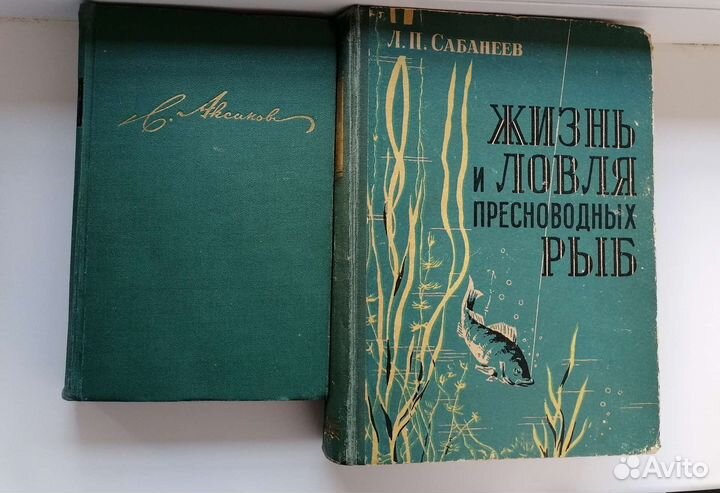 С. Аксаков
Л.П. Сабанеев
ЖИЗНЬ
и ЛОВЛЯ
ПРЕСНОВОДНЫХ
РЫБ
Avito